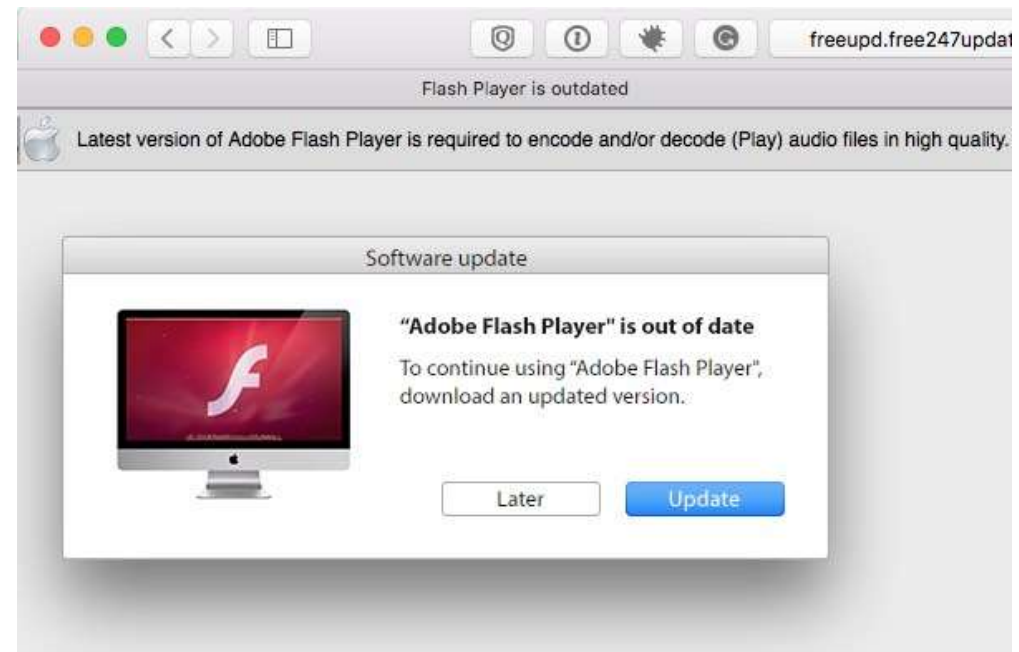 freeupd.free247updat
Flash Player is outdated
Latest version of Adobe Flash Player is required to encode and/or decode (Play) audio files in high quality.
Software update
“Adobe Flash Player" is out of date
To continue using “Adobe Flash Player”,
download an updated version.
Later
Update